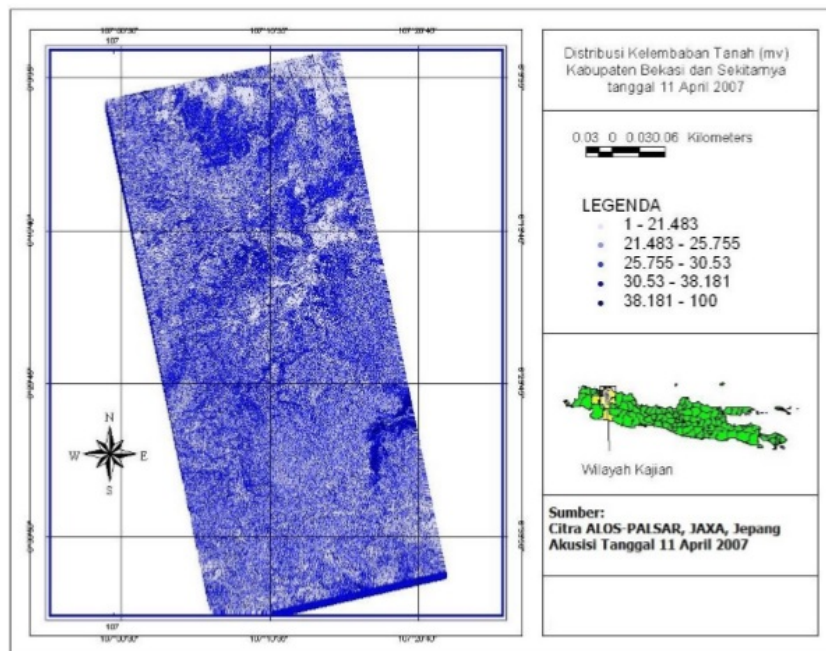 107
Distribusi Kelembaban Tanah (mv)
Kabupaten Bekasi dan Sekitarnya
tanggal 11 April 2007
0.03 0 0.030.06 Kilometers
LEGENDA
1 - 21.483
21.483 - 25.755
25.755 - 30.53
30.53 - 38.181
38.181 - 100
N
W E
S
Wilayah Kajian
Sumber:
Citra ALOS-PALSAR, JAXA, Jepang
Akusisi Tanggal 11 April 2007
107